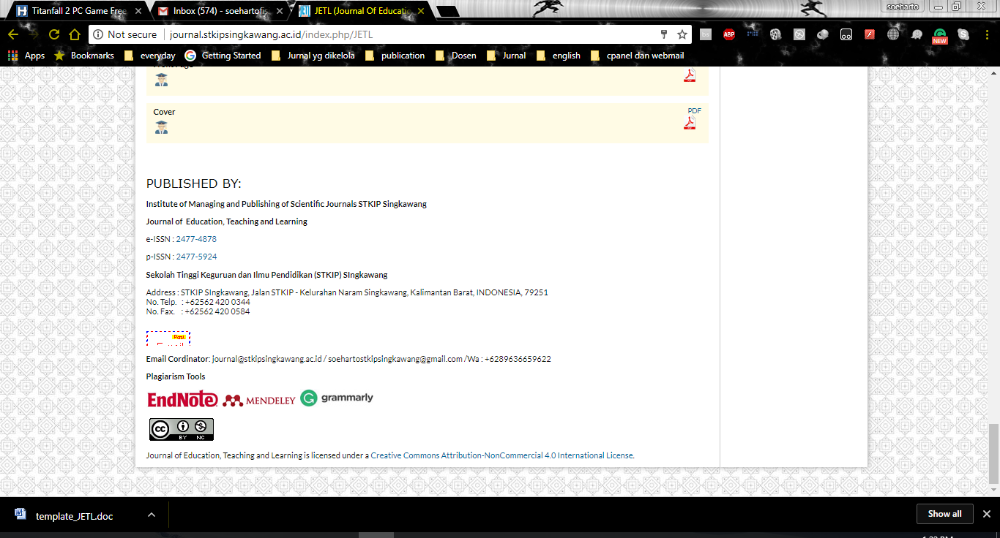 Titanfall 2 PC Game Free
Inbox (574) - soehartofis
JETL (Journal Of Educatio
soeharto
Not secure
journal.stkipsingkawang.ac.id/index.php/JETL
ABP
NEW
Apps
Bookmarks
everyday
Getting Started
Jurnal yg dikelola
publication
Dosen
Jurnal
english
cpanel dan webmail
Cover
PDF
PUBLISHED BY:
Institute of Managing and Publishing of Scientific Journals STKIP Singkawang
Journal of Education, Teaching and Learning
e-ISSN : 2477-4878
p-ISSN : 2477-5924
Sekolah Tinggi Keguruan dan Ilmu Pendidikan (STKIP) SIngkawang
Address : STKIP SIngkawang, Jalan STKIP - Kelurahan Naram Singkawang, Kalimantan Barat, INDONESIA, 79251
No. Telp. : +62562 420 0344
No. Fax. : +62562 420 0584
Post
Email Cordinator: journal@stkipsingkawang.ac.id / soehartostkipsingkawang@gmail.com /Wa : +6289636659622
Plagiarism Tools
EndNote MENDELEY grammarly
CC BY NC
Journal of Education, Teaching and Learning is licensed under a Creative Commons Attribution-NonCommercial 4.0 International License.
template_JETL.doc
Show all